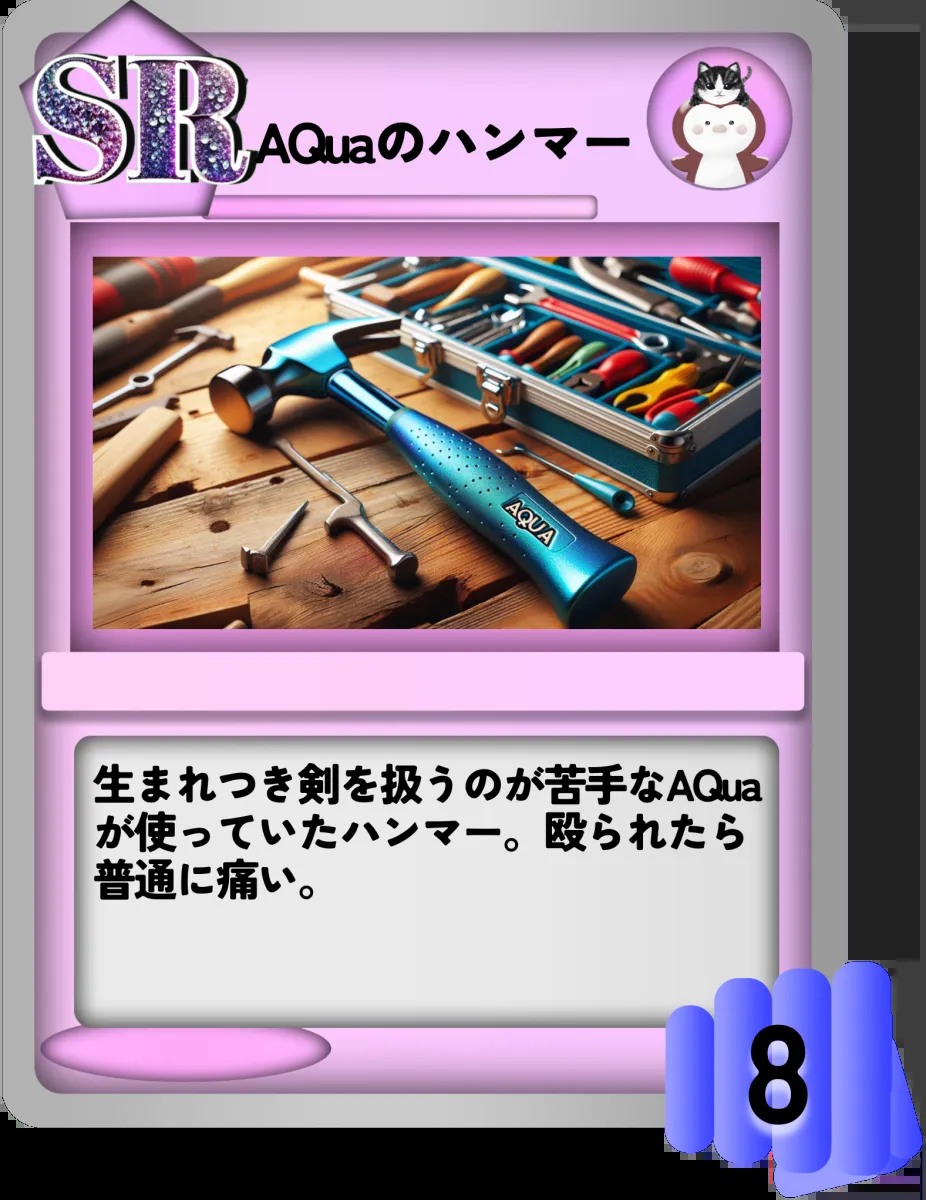 SR
AQuaのハンマー
AQUA
生まれつき剣を扱うのが苦手なAQua
が使っていたハンマー。殴られたら
普通に痛い。
8